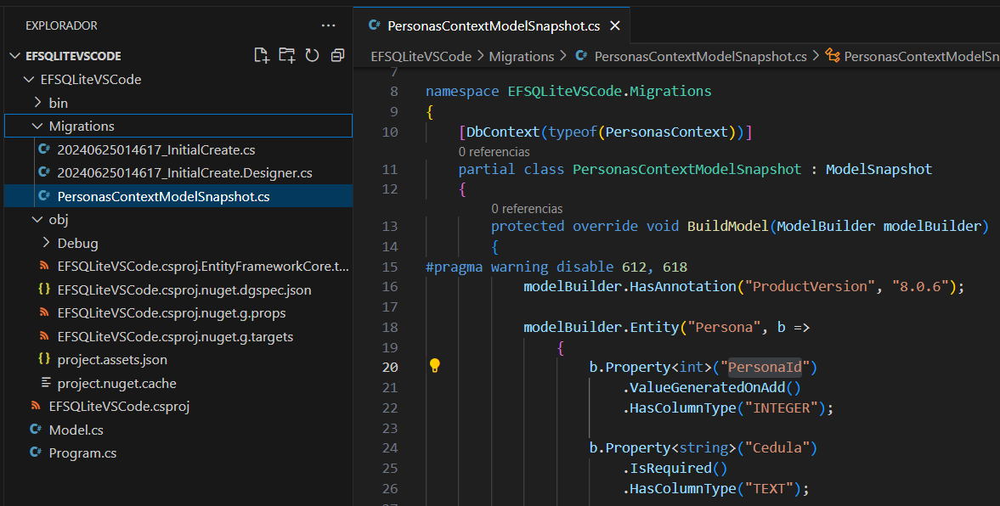 EXPLORADOR
EFSQLITEVSCODE
EFSQLiteVSCode
bin
Migrations
20240625014617_InitialCreate.cs
20240625014617_InitialCreate.Designer.cs
PersonasContextModelSnapshot.cs
obj
Debug
EFSQLiteVSCode.csproj.EntityFrameworkCore.t...
EFSQLiteVSCode.csproj.nuget.dgspec.json
EFSQLiteVSCode.csproj.nuget.g.props
EFSQLiteVSCode.csproj.nuget.g.targets
project.assets.json
project.nuget.cache
EFSQLiteVSCode.csproj
Model.cs
Program.cs
PersonasContextModelSnapshot.cs
EFSQLiteVSCode > Migrations > PersonasContextModelSnapshot.cs > PersonasContextModelSn
7
8 namespace EFSQLiteVSCode.Migrations
9 {
10 [DbContext(typeof(PersonasContext))]
0 referencias
11 partial class PersonasContextModelSnapshot : ModelSnapshot
12 {
0 referencias
13 protected override void BuildModel(ModelBuilder modelBuilder)
14 {
15 #pragma warning disable 612, 618
16 modelBuilder.HasAnnotation("ProductVersion", "8.0.6");
17
18 modelBuilder.Entity("Persona", b =>
19 {
20 b.Property<int>("PersonaId")
21 .ValueGeneratedOnAdd()
22 .HasColumnType("INTEGER");
23
24 b.Property<string>("Cedula")
25 .IsRequired()
26 .HasColumnType("TEXT");